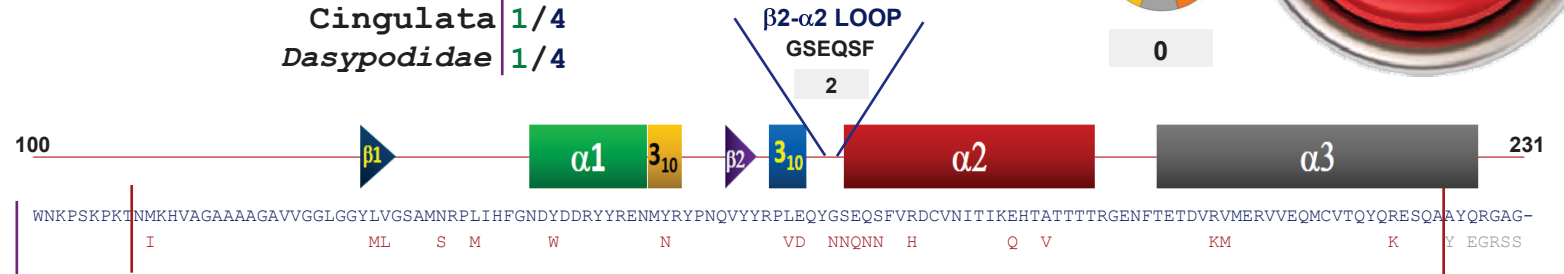 Cingulata 1/4
Dasypodidae 1/4
β2-α2 LOOP
GSEQSF
2
0
100
β1
α1
3₁₀
β2
3₁₀
α2
α3
231
WNKPSKPKTNMKHVAGAAAAGAVVGGLGGYLVGSAMNRPLIHFGNDYDDRYYRENMYRYPNQVYYRPLEQYGSEQSFVRDCVNITIKEHTATTTTRGENFTETDVRVMERVVEQMCVTQYQRESQAAYQRGAG-
I ML S M W N VD NNQNN H Q V KM K Y EGRSS